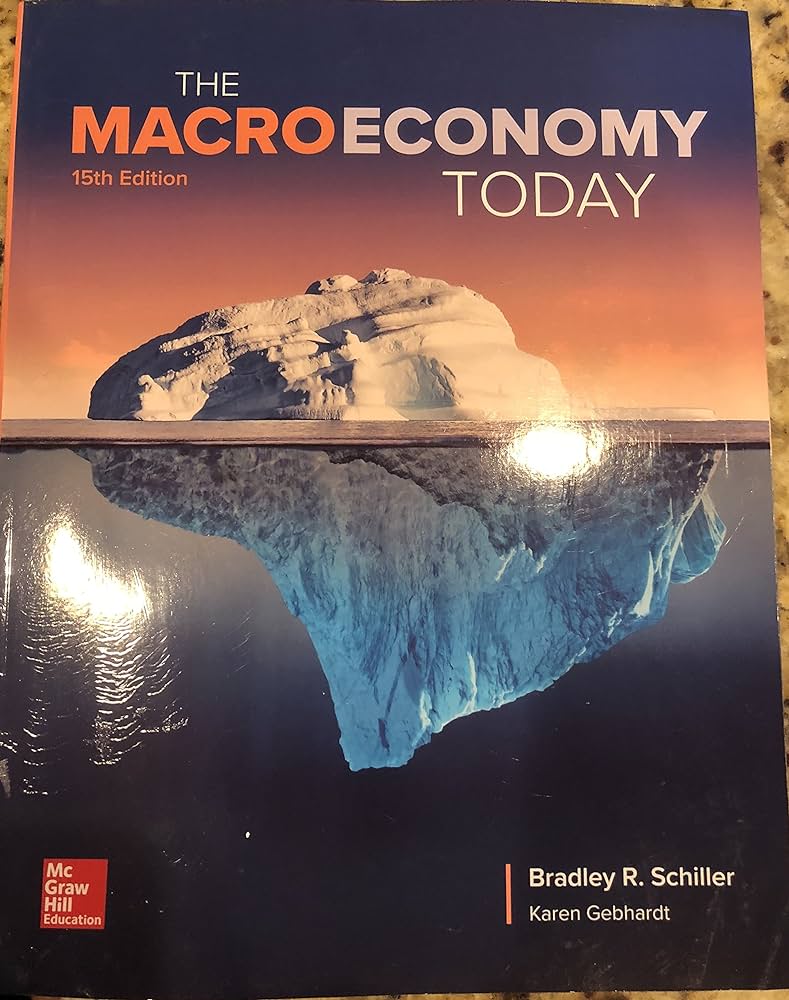 THE
MACROECONOMY
15th Edition
TODAY
Mc
Graw
Hill
Education
Bradley R. Schiller
Karen Gebhardt